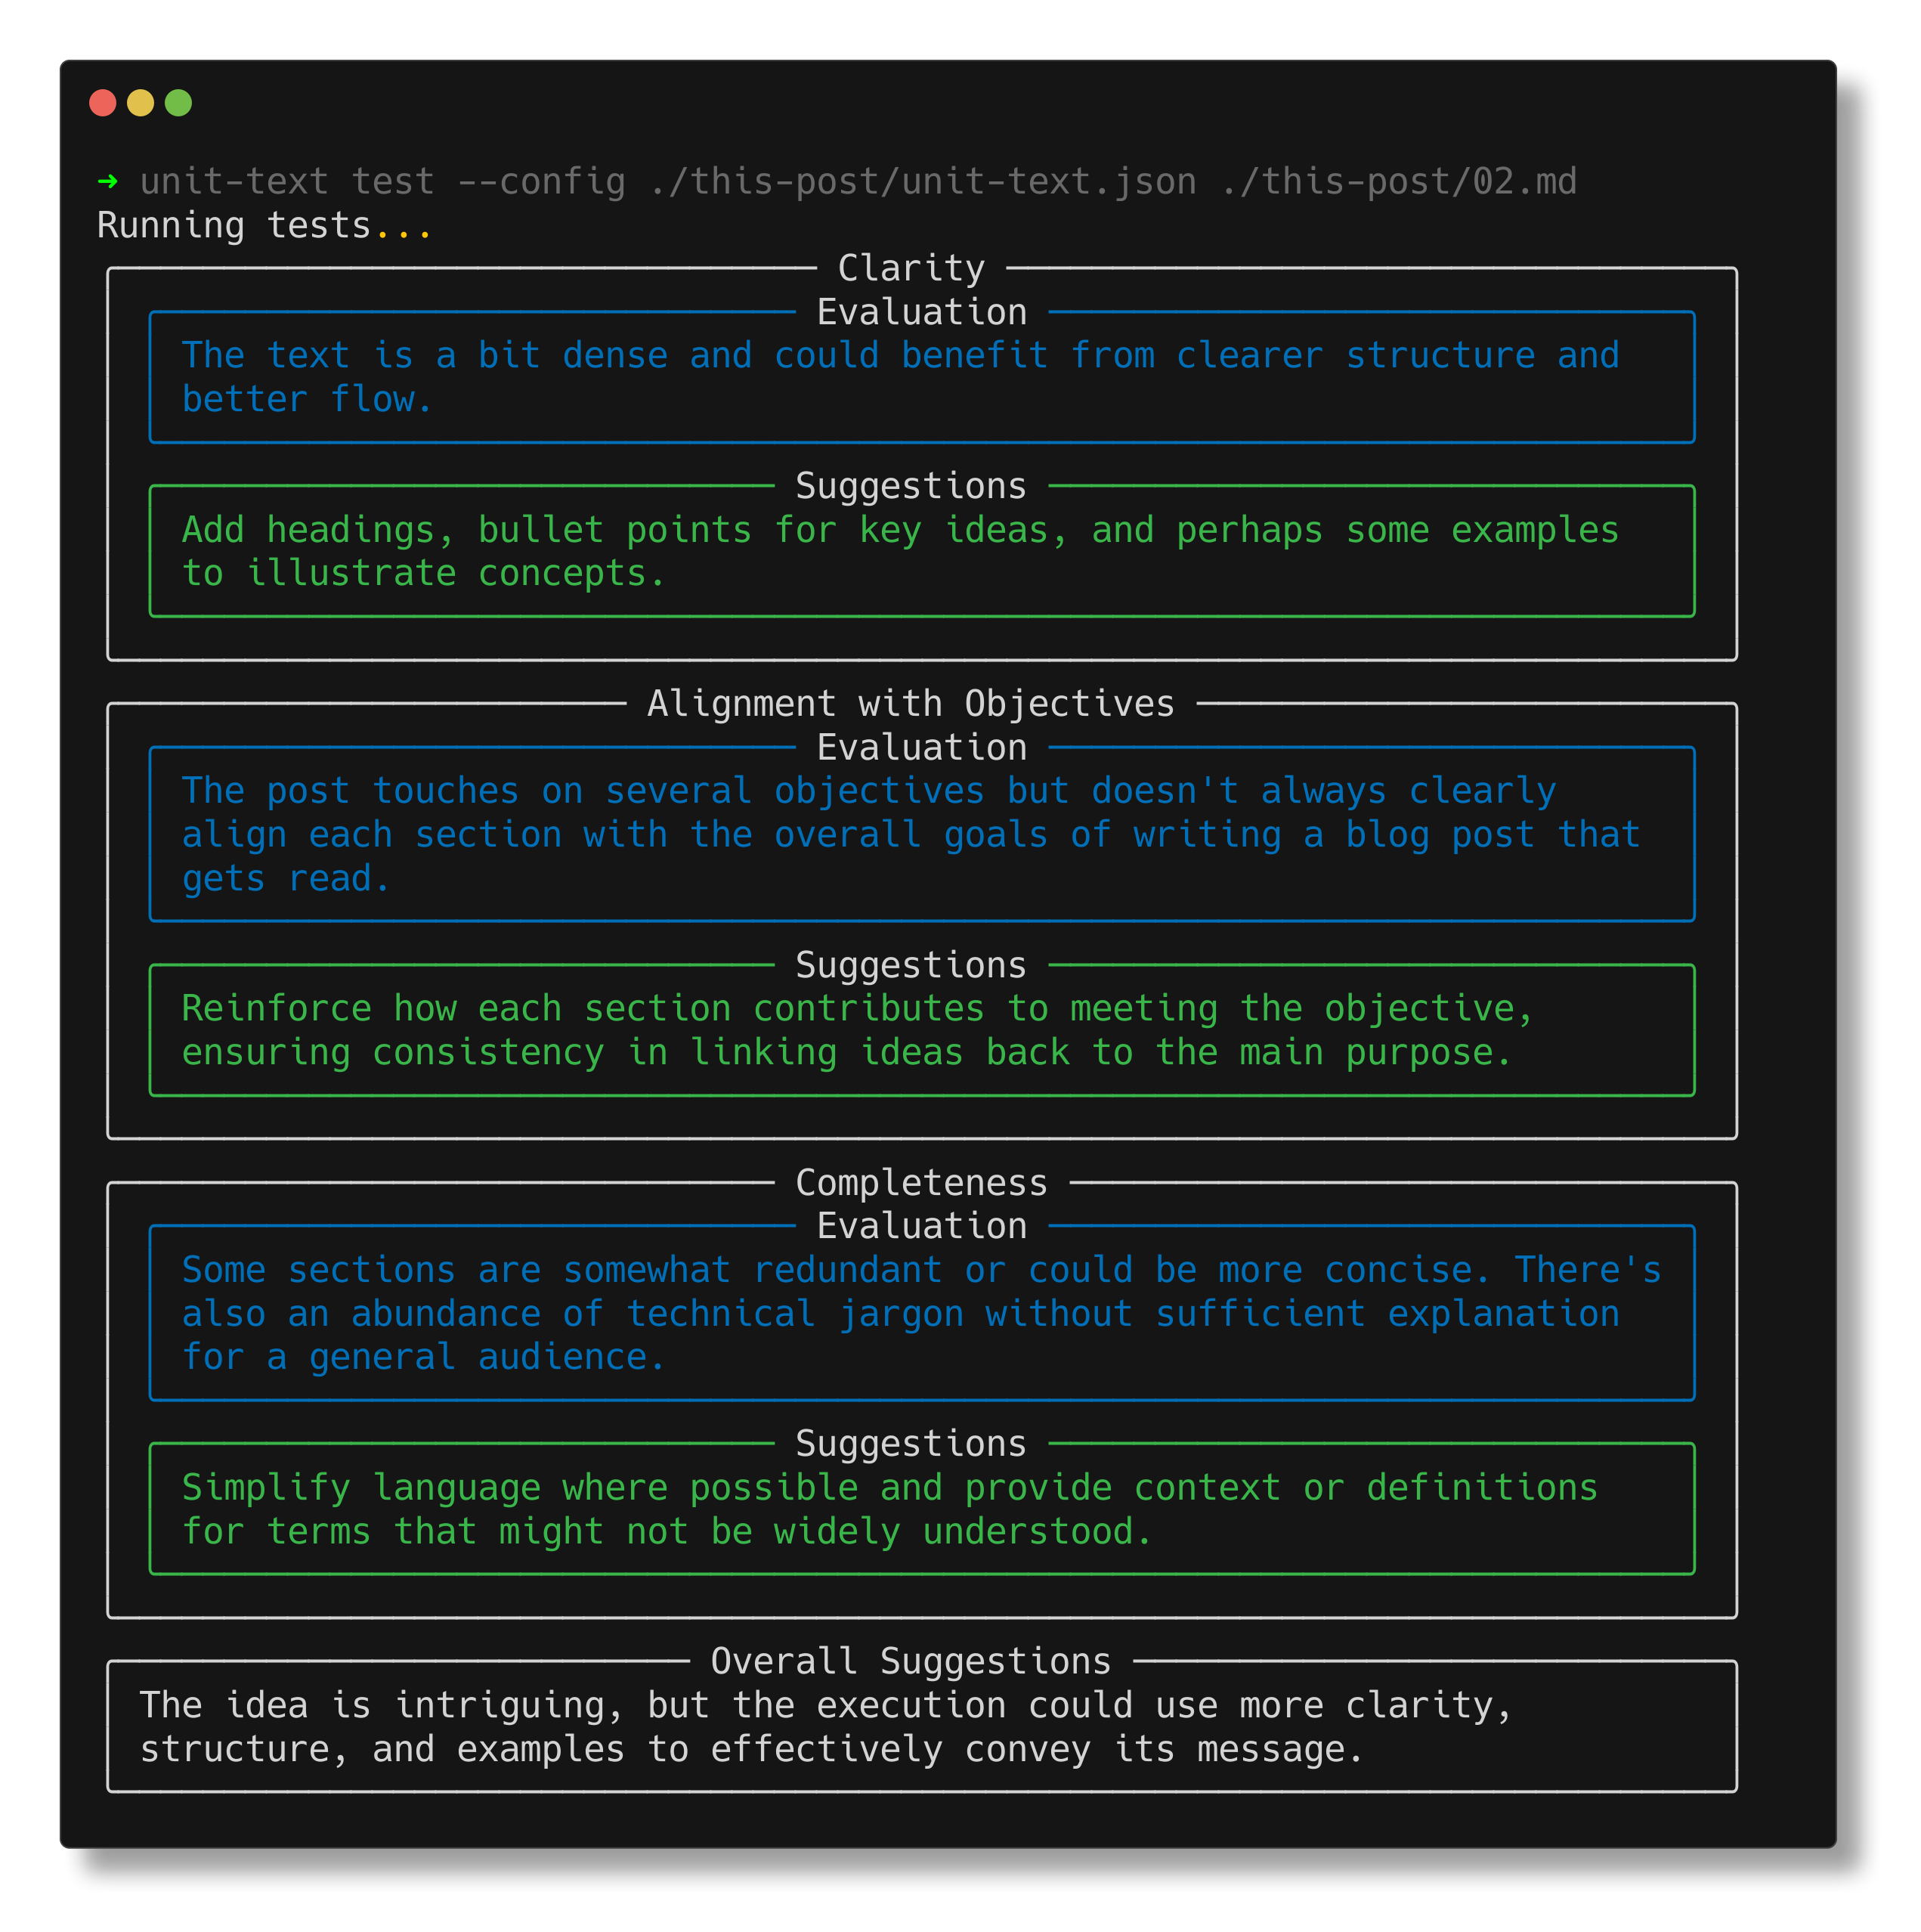 ➜ unit-text test --config ./this-post/unit-text.json ./this-post/02.md
Running tests...
Clarity
Evaluation
The text is a bit dense and could benefit from clearer structure and
better flow.
Suggestions
Add headings, bullet points for key ideas, and perhaps some examples
to illustrate concepts.
Alignment with Objectives
Evaluation
The post touches on several objectives but doesn't always clearly
align each section with the overall goals of writing a blog post that
gets read.
Suggestions
Reinforce how each section contributes to meeting the objective,
ensuring consistency in linking ideas back to the main purpose.
Completeness
Evaluation
Some sections are somewhat redundant or could be more concise. There's
also an abundance of technical jargon without sufficient explanation
for a general audience.
Suggestions
Simplify language where possible and provide context or definitions
for terms that might not be widely understood.
Overall Suggestions
The idea is intriguing, but the execution could use more clarity,
structure, and examples to effectively convey its message.